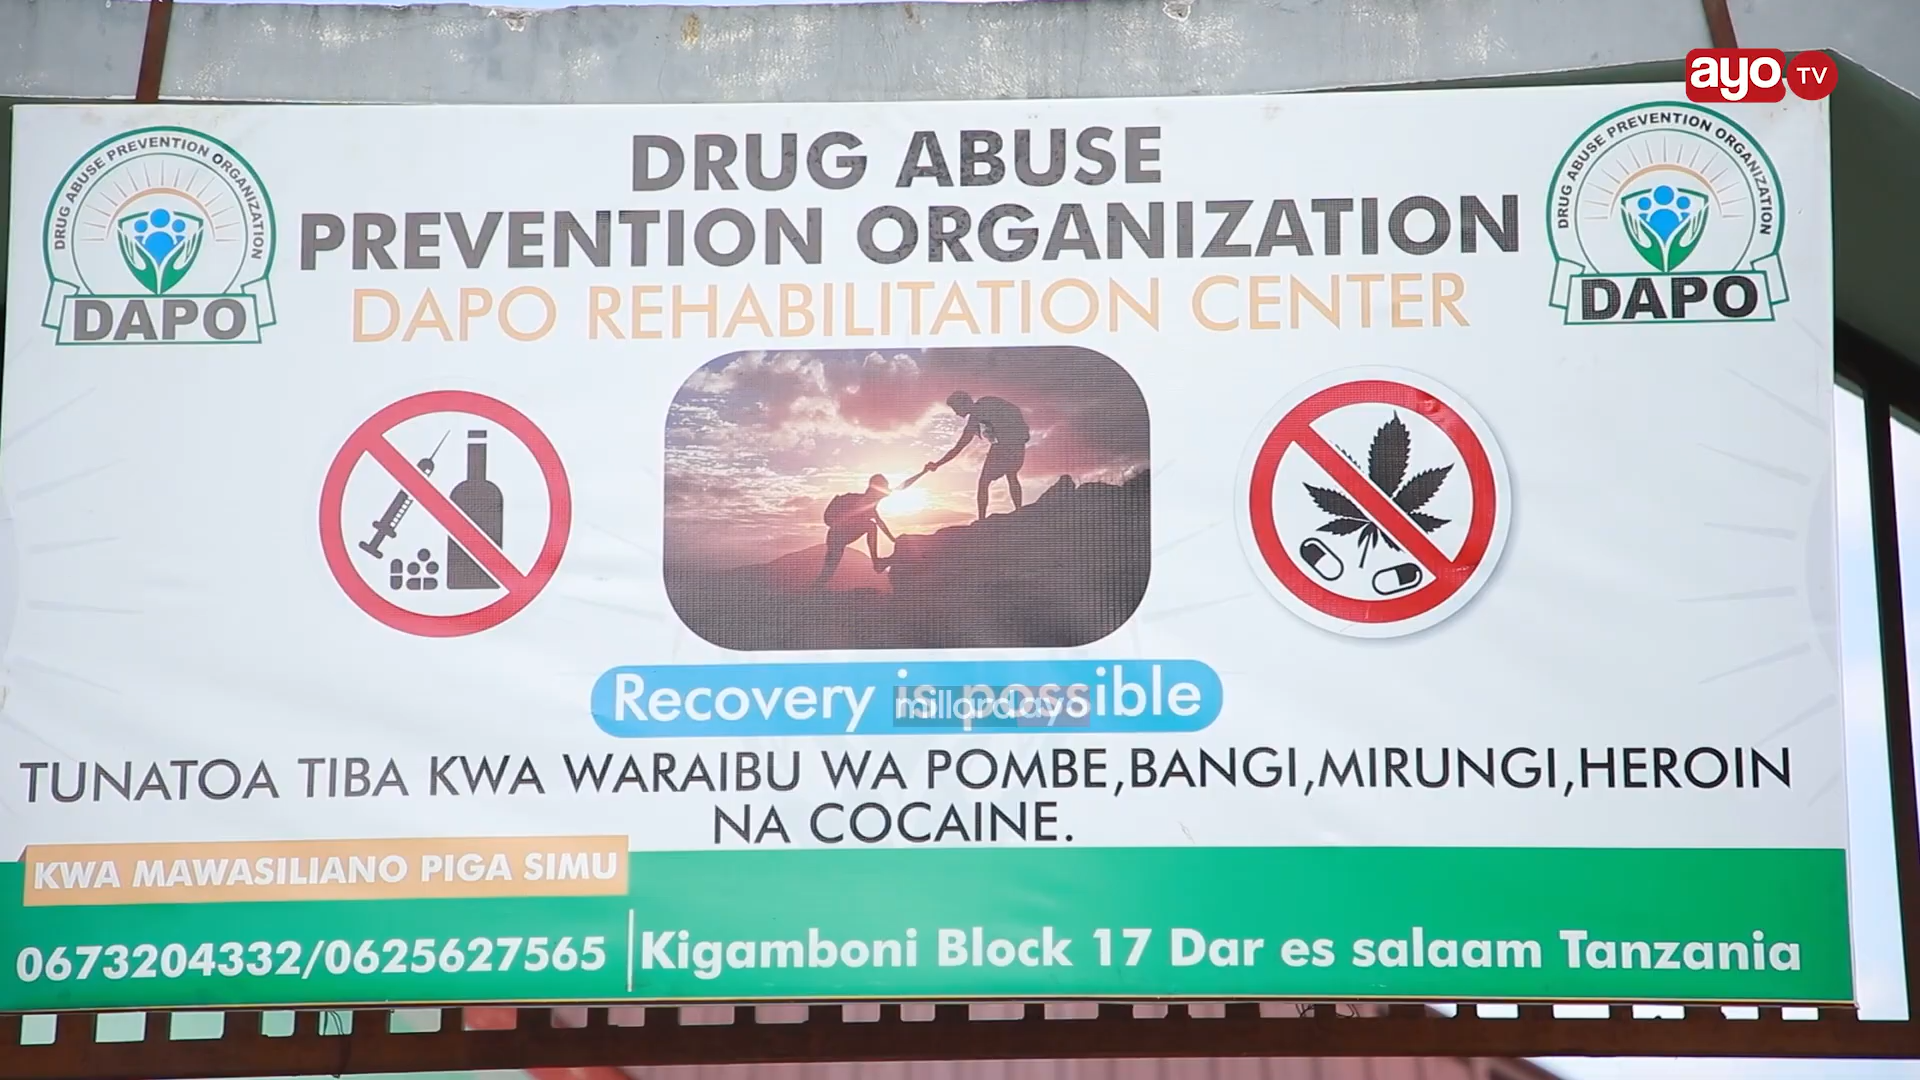 ayo TV
DRUG ABUSE PREVENTION ORGANIZATION
DAPO
DRUG ABUSE PREVENTION ORGANIZATION
DAPO
DRUG ABUSE
PREVENTION ORGANIZATION
DAPO REHABILITATION CENTER
Recovery is possible
millardayo
TUNATOA TIBA KWA WARAIBU WA POMBE,BANGI,MIRUNGI,HEROIN
NA COCAINE.
KWA MAWASILIANO PIGA SIMU
0673204332/0625627565
Kigamboni Block 17 Dar es salaam Tanzania